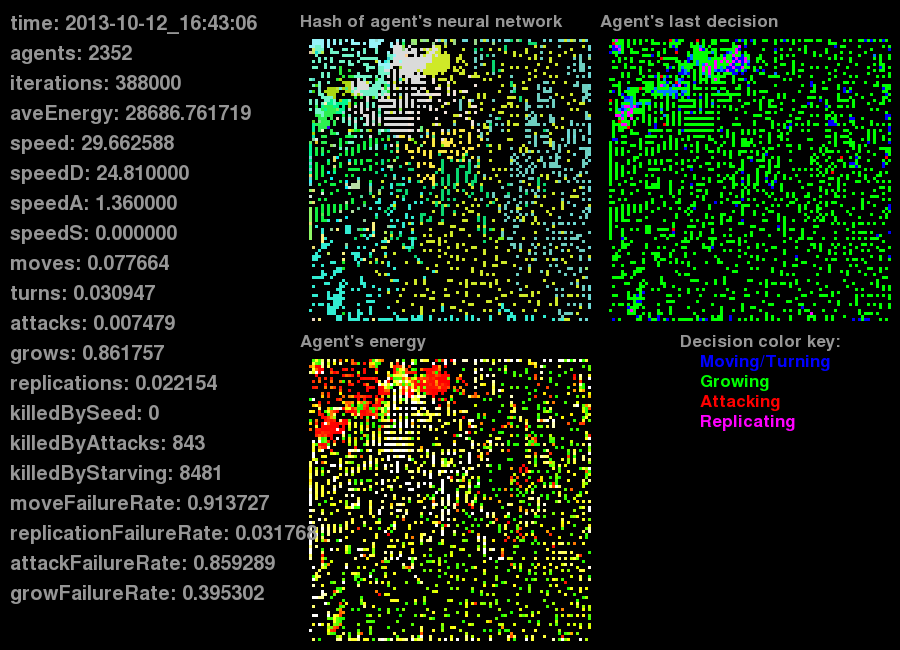 time: 2013-10-12_16:43:06
agents: 2352
iterations: 388000
aveEnergy: 28686.761719
speed: 29.662588
speedD: 24.810000
speedA: 1.360000
speedS: 0.000000
moves: 0.077664
turns: 0.030947
attacks: 0.007479
grows: 0.861757
replications: 0.022154
killedBySeed: 0
killedByAttacks: 843
killedByStarving: 8481
moveFailureRate: 0.913727
replicationFailureRate: 0.031768
attackFailureRate: 0.859289
growFailureRate: 0.395302
Hash of agent's neural network
Agent's last decision
Agent's energy
Decision color key:
Moving/Turning
Growing
Attacking
Replicating